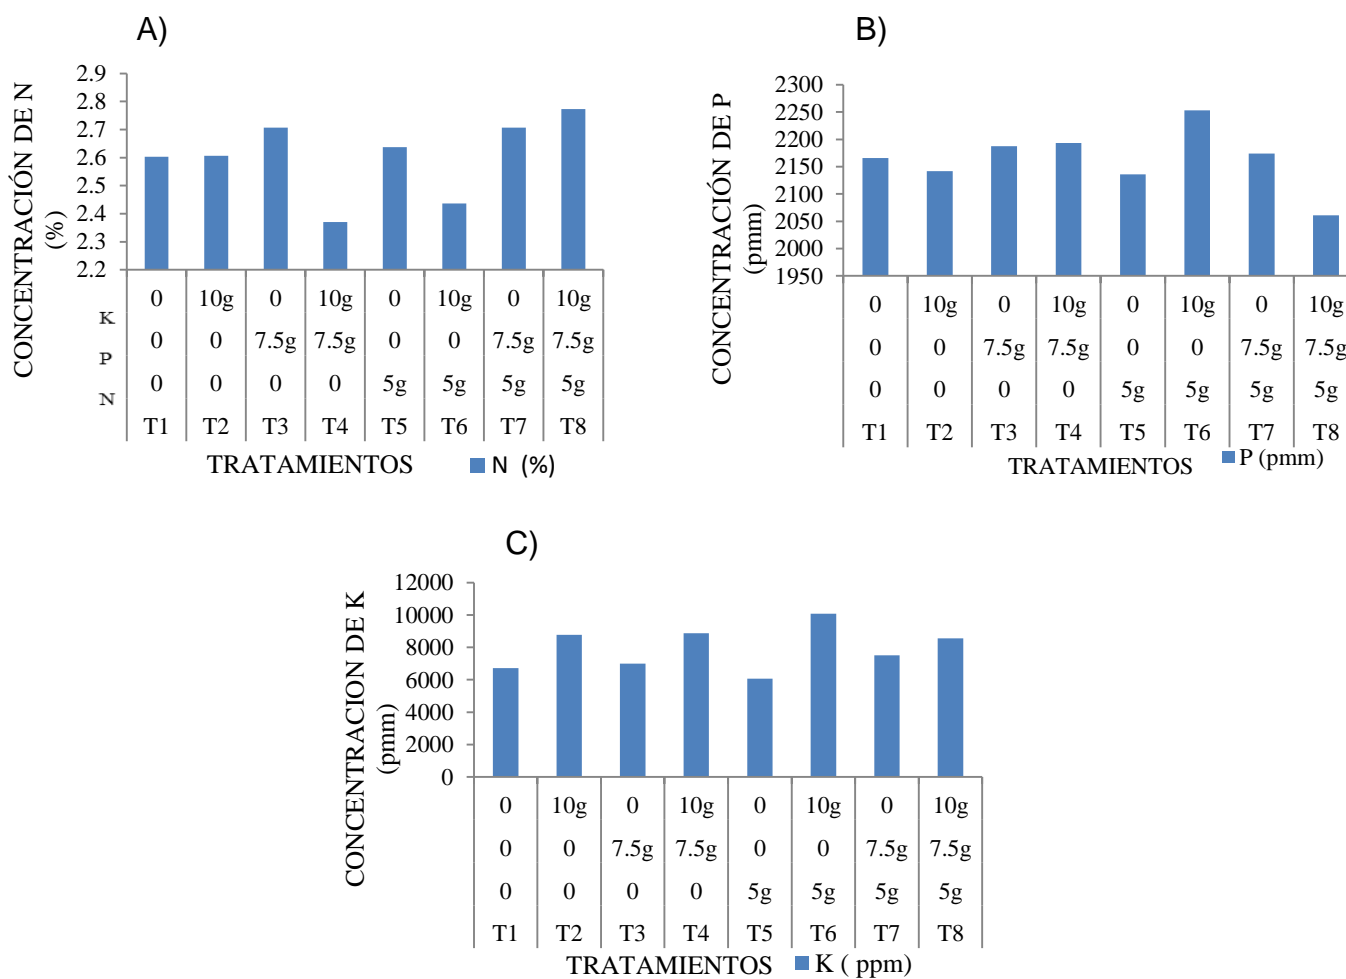 A)
CONCENTRACIÓN DE N
(%)
2.9
2.8
2.7
2.6
2.5
2.4
2.3
2.2
K 0 10g 0 10g 0 10g 0 10g
P 0 0 7.5g 7.5g 0 0 7.5g 7.5g
N 0 0 0 0 5g 5g 5g 5g
T1 T2 T3 T4 T5 T6 T7 T8
TRATAMIENTOS N (%)
B)
CONCENTRACIÓN DE P
(pmm)
2300
2250
2200
2150
2100
2050
2000
1950
0 10g 0 10g 0 10g 0 10g
0 0 7.5g 7.5g 0 0 7.5g 7.5g
0 0 0 0 5g 5g 5g 5g
T1 T2 T3 T4 T5 T6 T7 T8
TRATAMIENTOS P (pmm)
C)
CONCENTRACION DE K
(pmm)
12000
10000
8000
6000
4000
2000
0
0 10g 0 10g 0 10g 0 10g
0 0 7.5g 7.5g 0 0 7.5g 7.5g
0 0 0 0 5g 5g 5g 5g
T1 T2 T3 T4 T5 T6 T7 T8
TRATAMIENTOS K ( ppm)